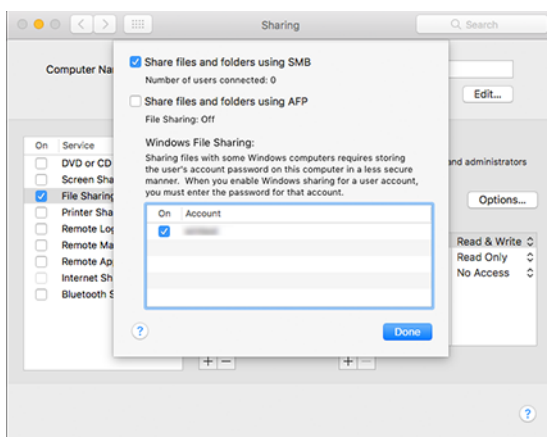 Sharing
Search
Computer Na
Edit...
Share files and folders using SMB
Number of users connected: 0
Share files and folders using AFP
File Sharing: Off
Windows File Sharing:
Sharing files with some Windows computers requires storing
the user's account password on this computer in a less secure
manner. When you enable Windows sharing for a user account,
you must enter the password for that account.
On Account
Done
On Service
DVD or CD
Screen Sha
File Sharing
Printer Sha
Remote Log
Remote Ma
Remote Ap
Internet Sh
Bluetooth S
and administrators
Options...
Read & Write
Read Only
No Access